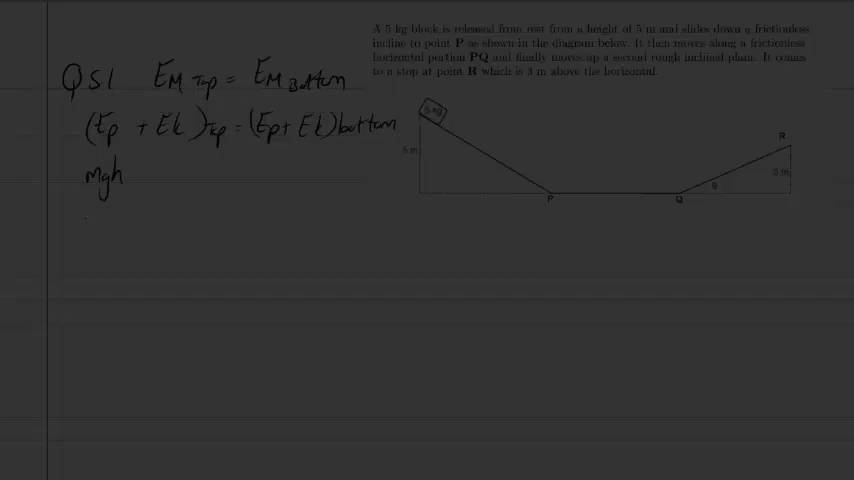 A 5 kg block is released from rest from a height of 5 m and slides down a frictionless
incline to point P as shown in the diagram below. It then moves along a frictionless
horizontal portion PQ and finally moves up a second rough inclined plane. It comes
to a stop at point R which is 3 m above the horizontal.
Q 5.1 EM Top = EM Bottom
(Ep + Ek)Top = (Ep + Ek)bottom
mgh
5 kg
5 m
P
Q
θ
R
3 m